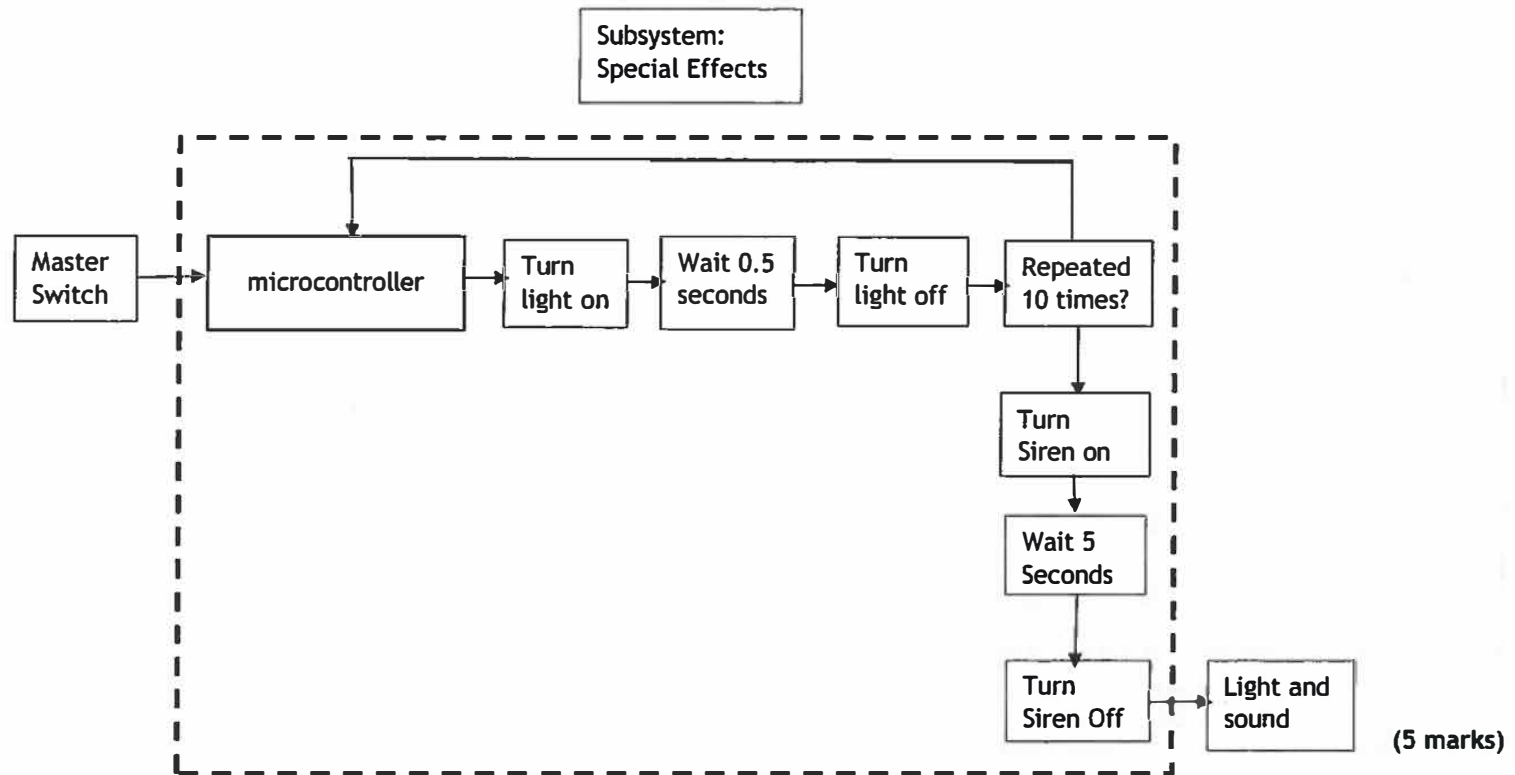 Subsystem:
Special Effects
Master
Switch
microcontroller
Turn
light on
Wait 0.5
seconds
Turn
light off
Repeated
10 times?
Turn
Siren on
Wait 5
Seconds
Turn
Siren Off
Light and
sound
(5 marks)